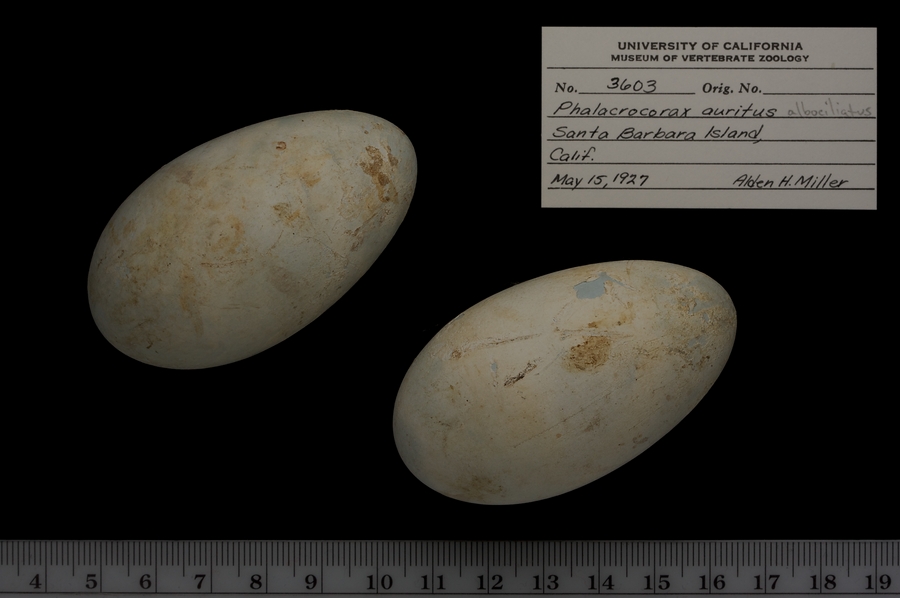 UNIVERSITY OF CALIFORNIA
MUSEUM OF VERTEBRATE ZOOLOGY
No. 3603 Orig. No.
Phalacrocorax auritus albociliatus
Santa Barbara Island,
Calif.
May 15, 1927 Alden H. Miller
4 5 6 7 8 9 10 11 12 13 14 15 16 17 18 19